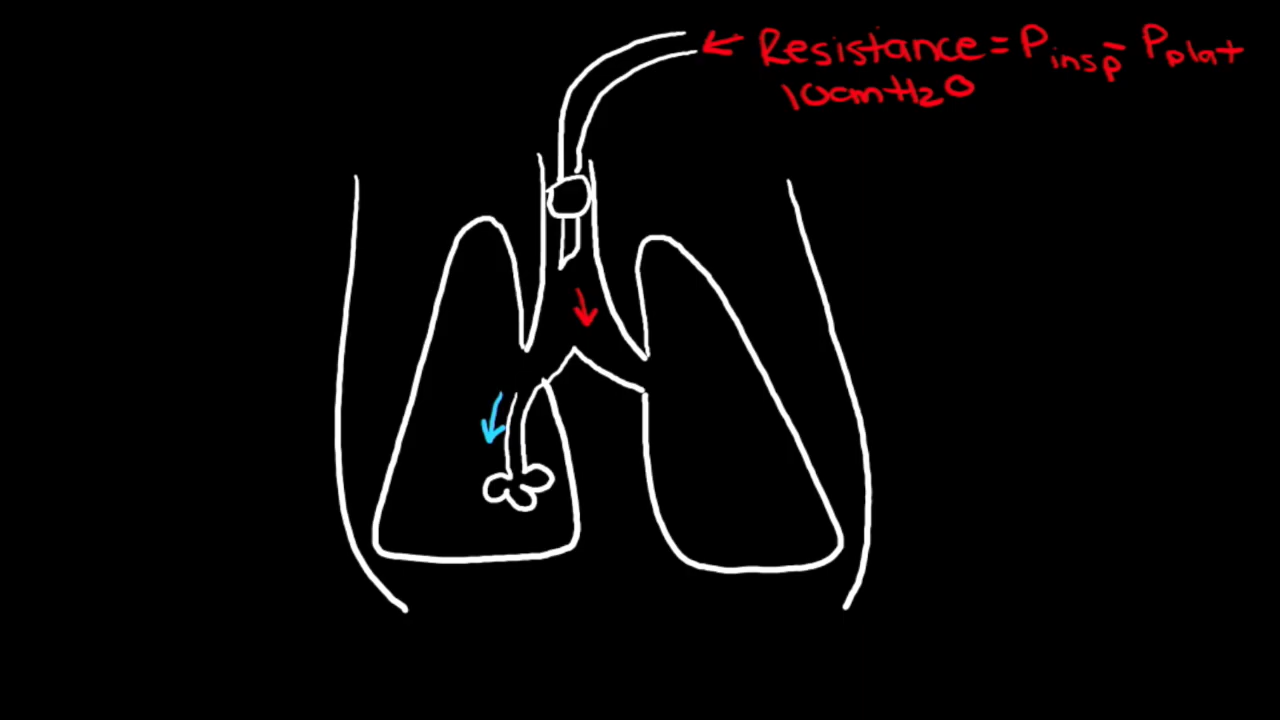 Resistance = Pinsp - Pplat
10cmH2O